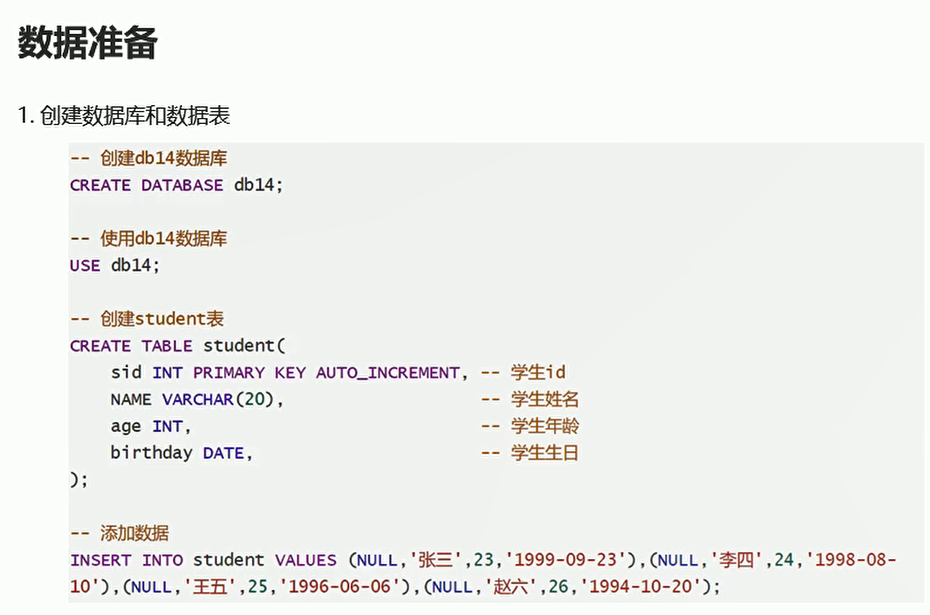 数据准备
1. 创建数据库和数据表
-- 创建db14数据库
CREATE DATABASE db14;
-- 使用db14数据库
USE db14;
-- 创建student表
CREATE TABLE student(
sid INT PRIMARY KEY AUTO_INCREMENT, -- 学生id
NAME VARCHAR(20), -- 学生姓名
age INT, -- 学生年龄
birthday DATE, -- 学生生日
);
-- 添加数据
INSERT INTO student VALUES (NULL,'张三',23,'1999-09-23'),(NULL,'李四',24,'1998-08-
10'),(NULL,'王五',25,'1996-06-06'),(NULL,'赵六',26,'1994-10-20');